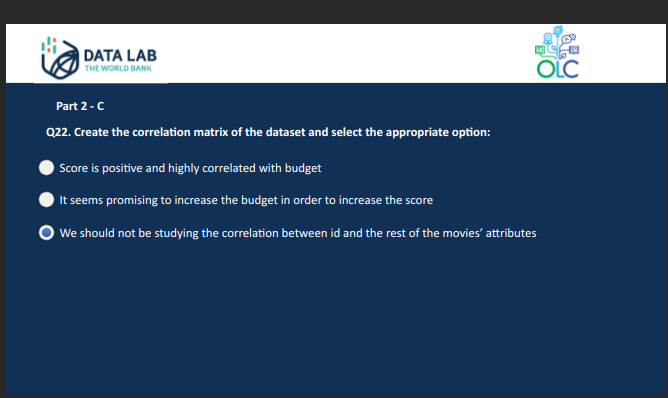 DATA LAB
THE WORLD BANK
OLC
Part 2 - C
Q22. Create the correlation matrix of the dataset and select the appropriate option:
Score is positive and highly correlated with budget
It seems promising to increase the budget in order to increase the score
We should not be studying the correlation between id and the rest of the movies’ attributes